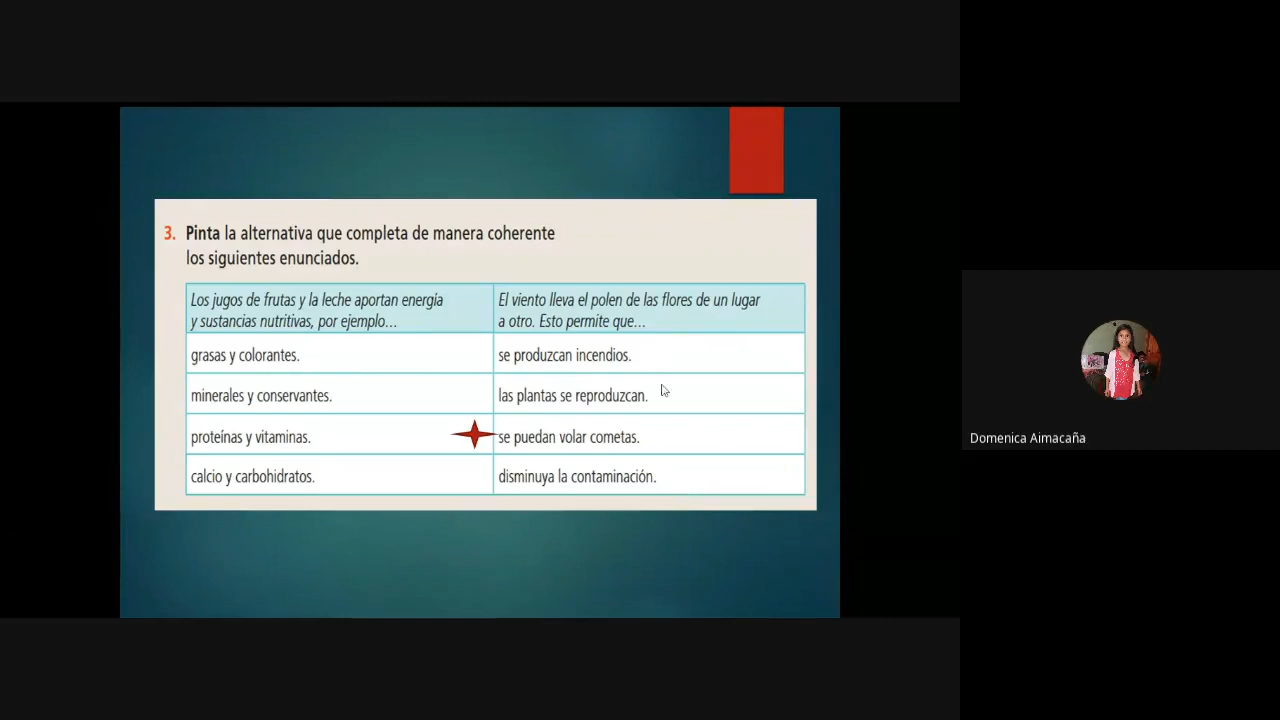 3. Pinta la alternativa que completa de manera coherente
los siguientes enunciados.
Los jugos de frutas y la leche aportan energía
y sustancias nutritivas, por ejemplo...
El viento lleva el polen de las flores de un lugar
a otro. Esto permite que...
grasas y colorantes.
se produzcan incendios.
minerales y conservantes.
las plantas se reproduzcan.
proteínas y vitaminas.
se puedan volar cometas.
calcio y carbohidratos.
disminuya la contaminación.
Domenica Aimacaña